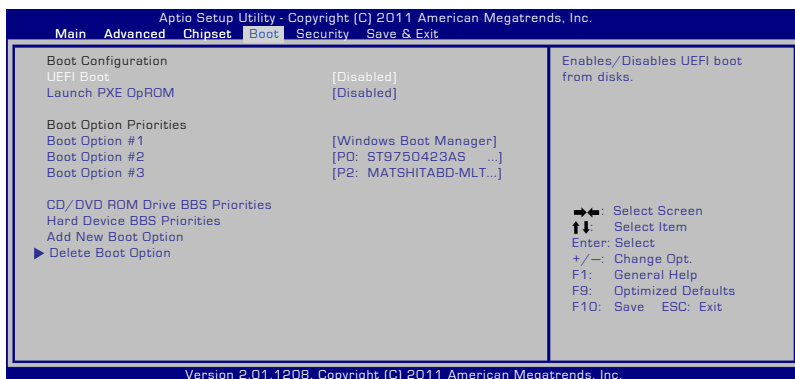 Aptio Setup Utility - Copyright (C) 2011 American Megatrends, Inc.
Main Advanced Chipset Boot Security Save & Exit
Boot Configuration
UEFI Boot [Disabled]
Launch PXE OpROM [Disabled]
Boot Option Priorities
Boot Option #1 [Windows Boot Manager]
Boot Option #2 [P0: ST9750423AS ...]
Boot Option #3 [P2: MATSHITABD-MLT...]
CD/DVD ROM Drive BBS Priorities
Hard Device BBS Priorities
Add New Boot Option
Delete Boot Option
Enables/Disables UEFI boot
from disks.
→←: Select Screen
↑↓: Select Item
Enter: Select
+/—: Change Opt.
F1: General Help
F9: Optimized Defaults
F10: Save ESC: Exit
Version 2.01.1208. Copyright (C) 2011 American Megatrends, Inc.